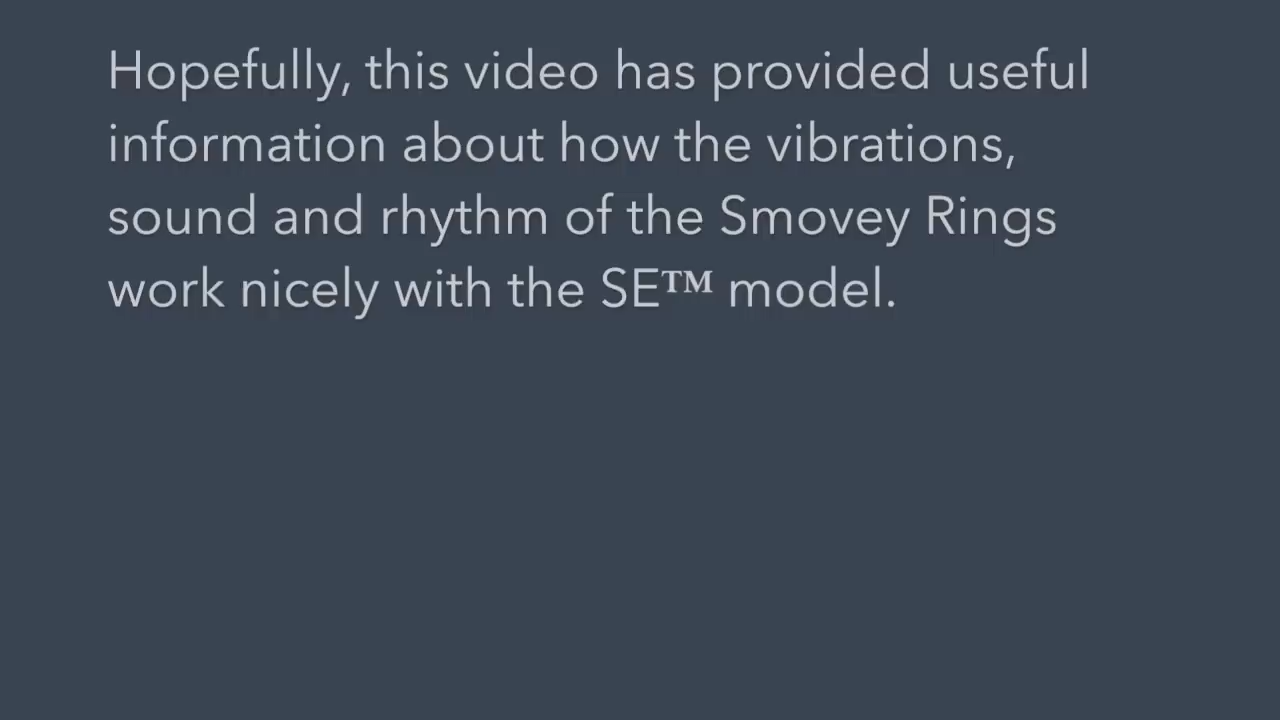 Hopefully, this video has provided useful
information about how the vibrations,
sound and rhythm of the Smovey Rings
work nicely with the SE™ model.